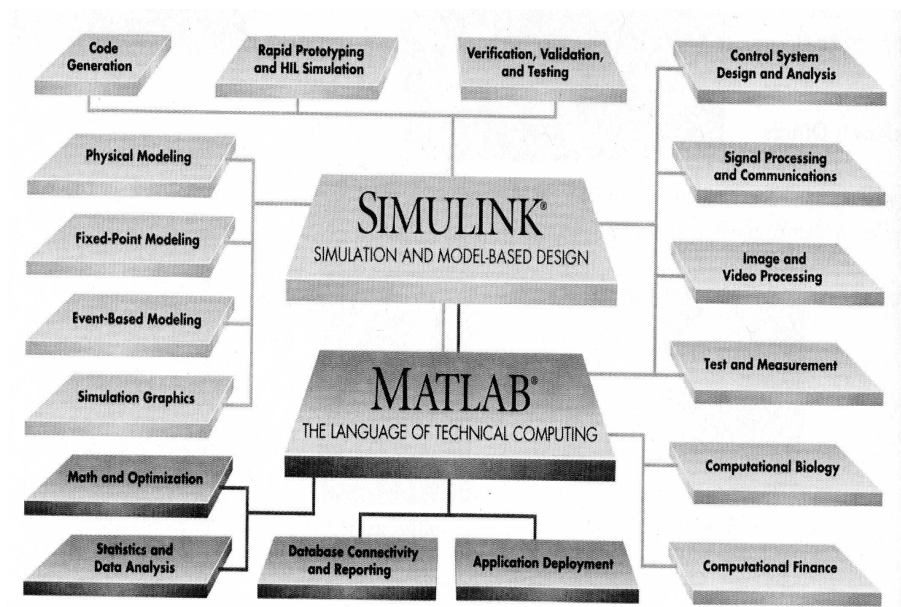 Code
Generation
Rapid Prototyping
and HIL Simulation
Verification, Validation,
and Testing
Control System
Design and Analysis
Physical Modeling
Signal Processing
and Communications
SIMULINK®
SIMULATION AND MODEL-BASED DESIGN
Fixed-Point Modeling
Image and
Video Processing
Event-Based Modeling
Test and Measurement
MATLAB®
THE LANGUAGE OF TECHNICAL COMPUTING
Simulation Graphics
Math and Optimization
Computational Biology
Statistics and
Data Analysis
Database Connectivity
and Reporting
Application Deployment
Computational Finance